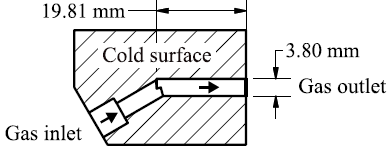 19.81 mm
Cold surface
3.80 mm
Gas outlet
Gas inlet